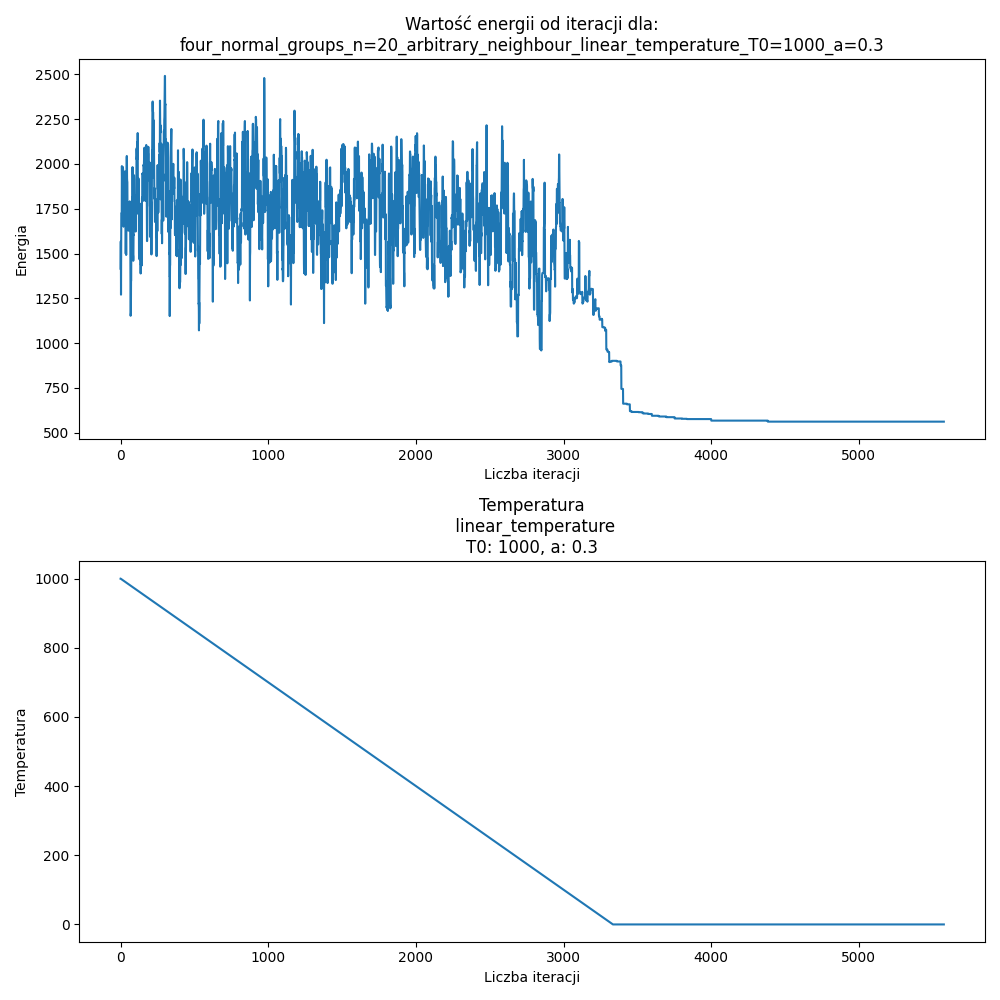 Wartość energii od iteracji dla:
four_normal_groups_n=20_arbitrary_neighbour_linear_temperature_T0=1000_a=0.3
2500
2250
2000
1750
1500
1250
1000
750
500
Energia
0 1000 2000 3000 4000 5000
Liczba iteracji
Temperatura
linear_temperature
T0: 1000, a: 0.3
1000
800
600
400
200
0
Temperatura
0 1000 2000 3000 4000 5000
Liczba iteracji